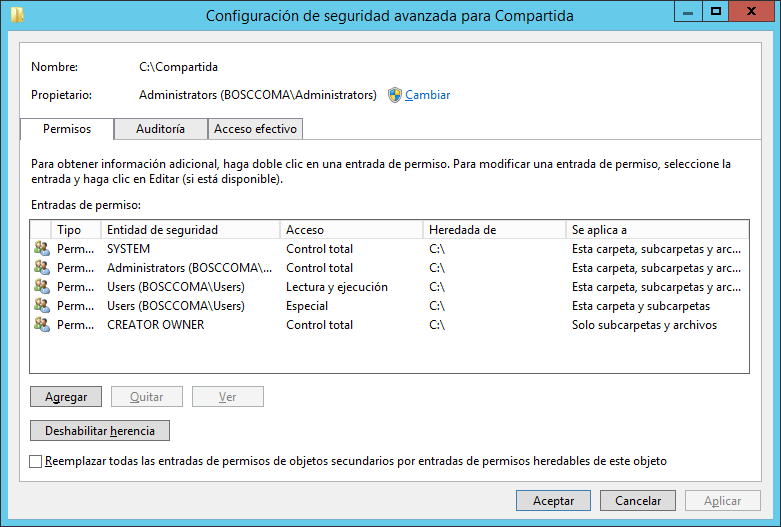 Configuración de seguridad avanzada para Compartida
Nombre: C:\Compartida
Propietario: Administrators (BOSCCOMA\Administrators) Cambiar
Permisos Auditoría Acceso efectivo
Para obtener información adicional, haga doble clic en una entrada de permiso. Para modificar una entrada de permiso, seleccione la
entrada y haga clic en Editar (si está disponible).
Entradas de permiso:
Tipo Entidad de seguridad Acceso Heredada de Se aplica a
Perm... SYSTEM Control total C:\ Esta carpeta, subcarpetas y arc...
Perm... Administrators (BOSCCOMA\... Control total C:\ Esta carpeta, subcarpetas y arc...
Perm... Users (BOSCCOMA\Users) Lectura y ejecución C:\ Esta carpeta, subcarpetas y arc...
Perm... Users (BOSCCOMA\Users) Especial C:\ Esta carpeta y subcarpetas
Perm... CREATOR OWNER Control total C:\ Solo subcarpetas y archivos
Agregar Quitar Ver
Deshabilitar herencia
Reemplazar todas las entradas de permisos de objetos secundarios por entradas de permisos heredables de este objeto
Aceptar Cancelar Aplicar